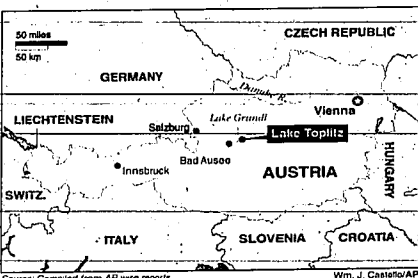 50 miles
50 km
CZECH REPUBLIC
GERMANY
Danube R.
Vienna
Lake Grundl
LIECHTENSTEIN
Salzburg
Lake Toplitz
Bad Ausee
Innsbruck
AUSTRIA
HUNGARY
SWITZ.
ITALY
SLOVENIA
CROATIA
Source: Compiled from AP wire reports
Wm. J. Castello/AP